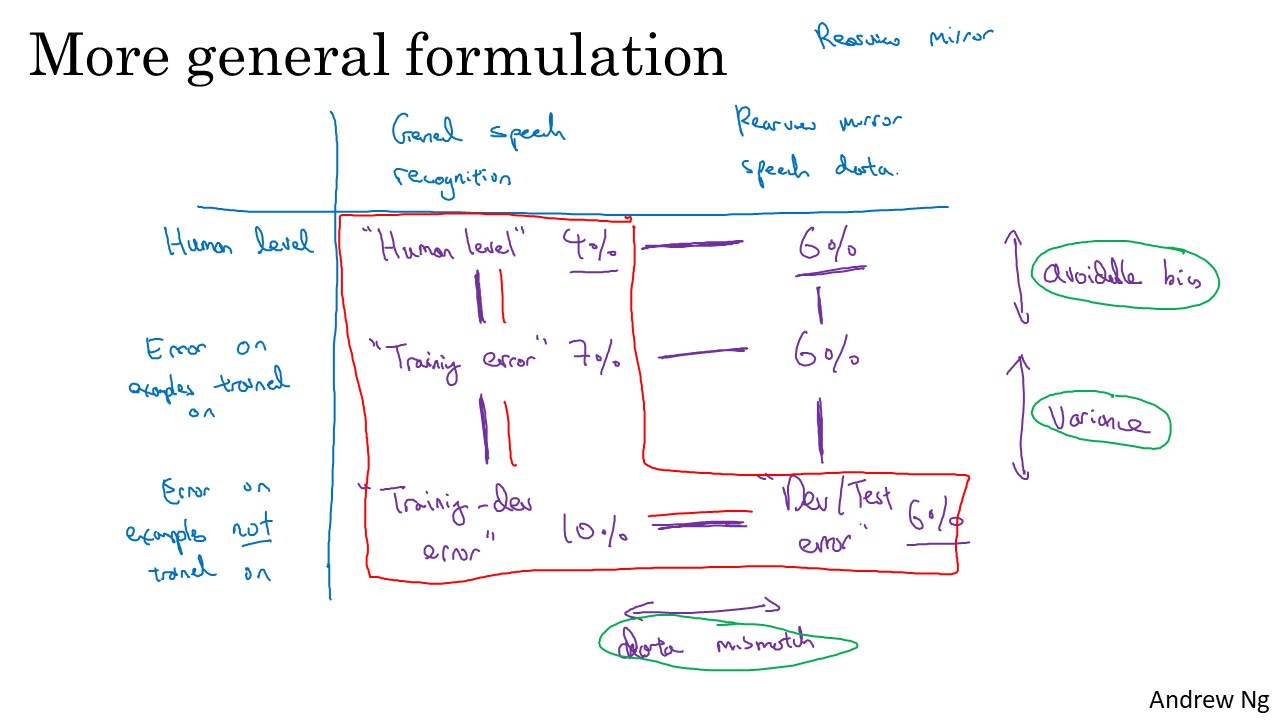 More general formulation
Rearview mirror
General speech
recognition
Rearview mirror
speech data.
Human level
"Human level" 4%
6%
avoidable bias
Error on
examples trained
on
"Training error" 7%
6%
Variance
Error on
examples not
trained on
"Training-dev
error"
10%
"Dev/Test
error"
6%
data mismatch
Andrew Ng